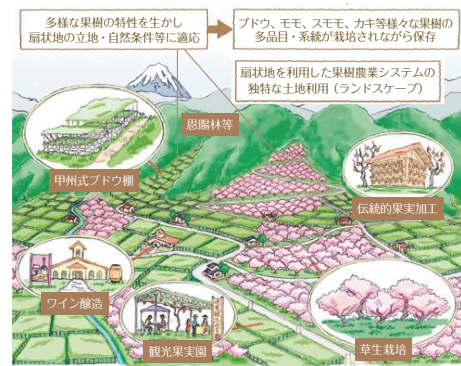 多様な果樹の特性を生かし
扇状地の立地・自然条件等に適応
ブドウ、モモ、スモモ、カキ等様々な果樹の
多品目・系統が栽培されながら保存
扇状地を利用した果樹農業システムの
独特な土地利用（ランドスケープ）
恩賜林等
甲州式ブドウ棚
伝統的果実加工
ワイン醸造
観光果実園
草生栽培